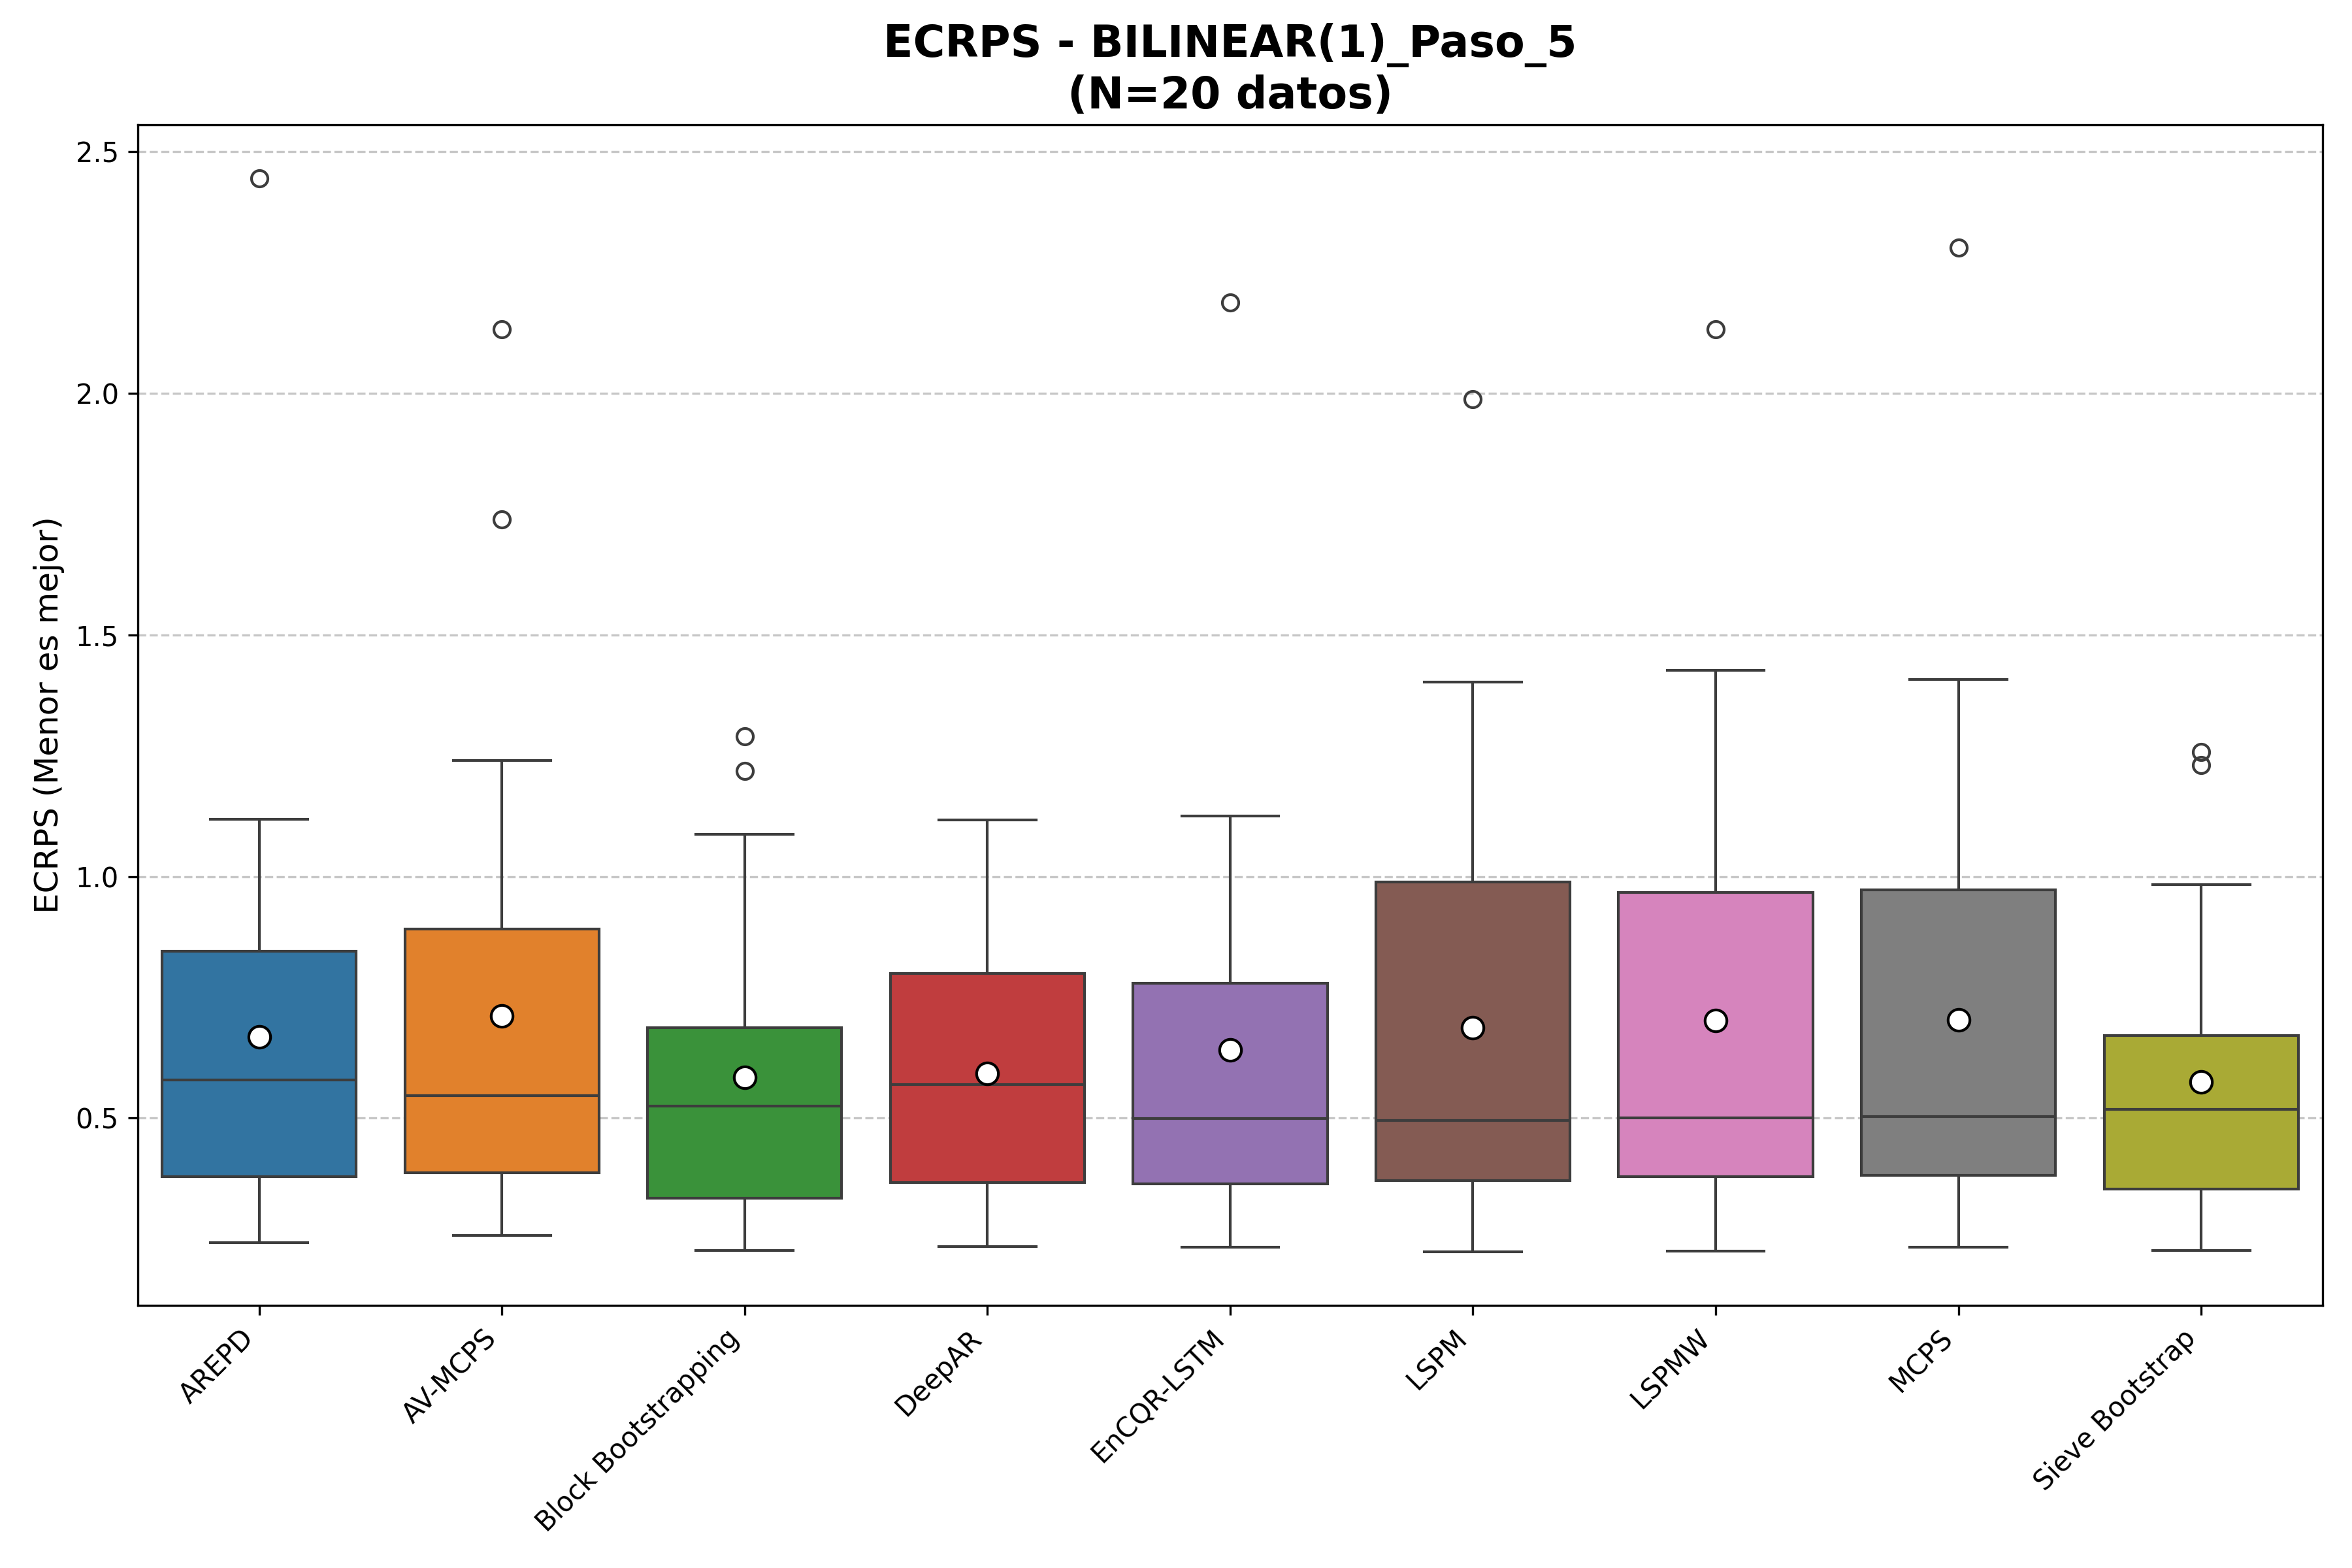 ECRPS - BILINEAR(1)_Paso_5
(N=20 datos)
ECRPS (Menor es mejor)
2.5
2.0
1.5
1.0
0.5
AREPD
AV-MCPS
Block Bootstrapping
DeepAR
EnCQR-LSTM
LSPM
LSPMW
MCPS
Sieve Bootstrap